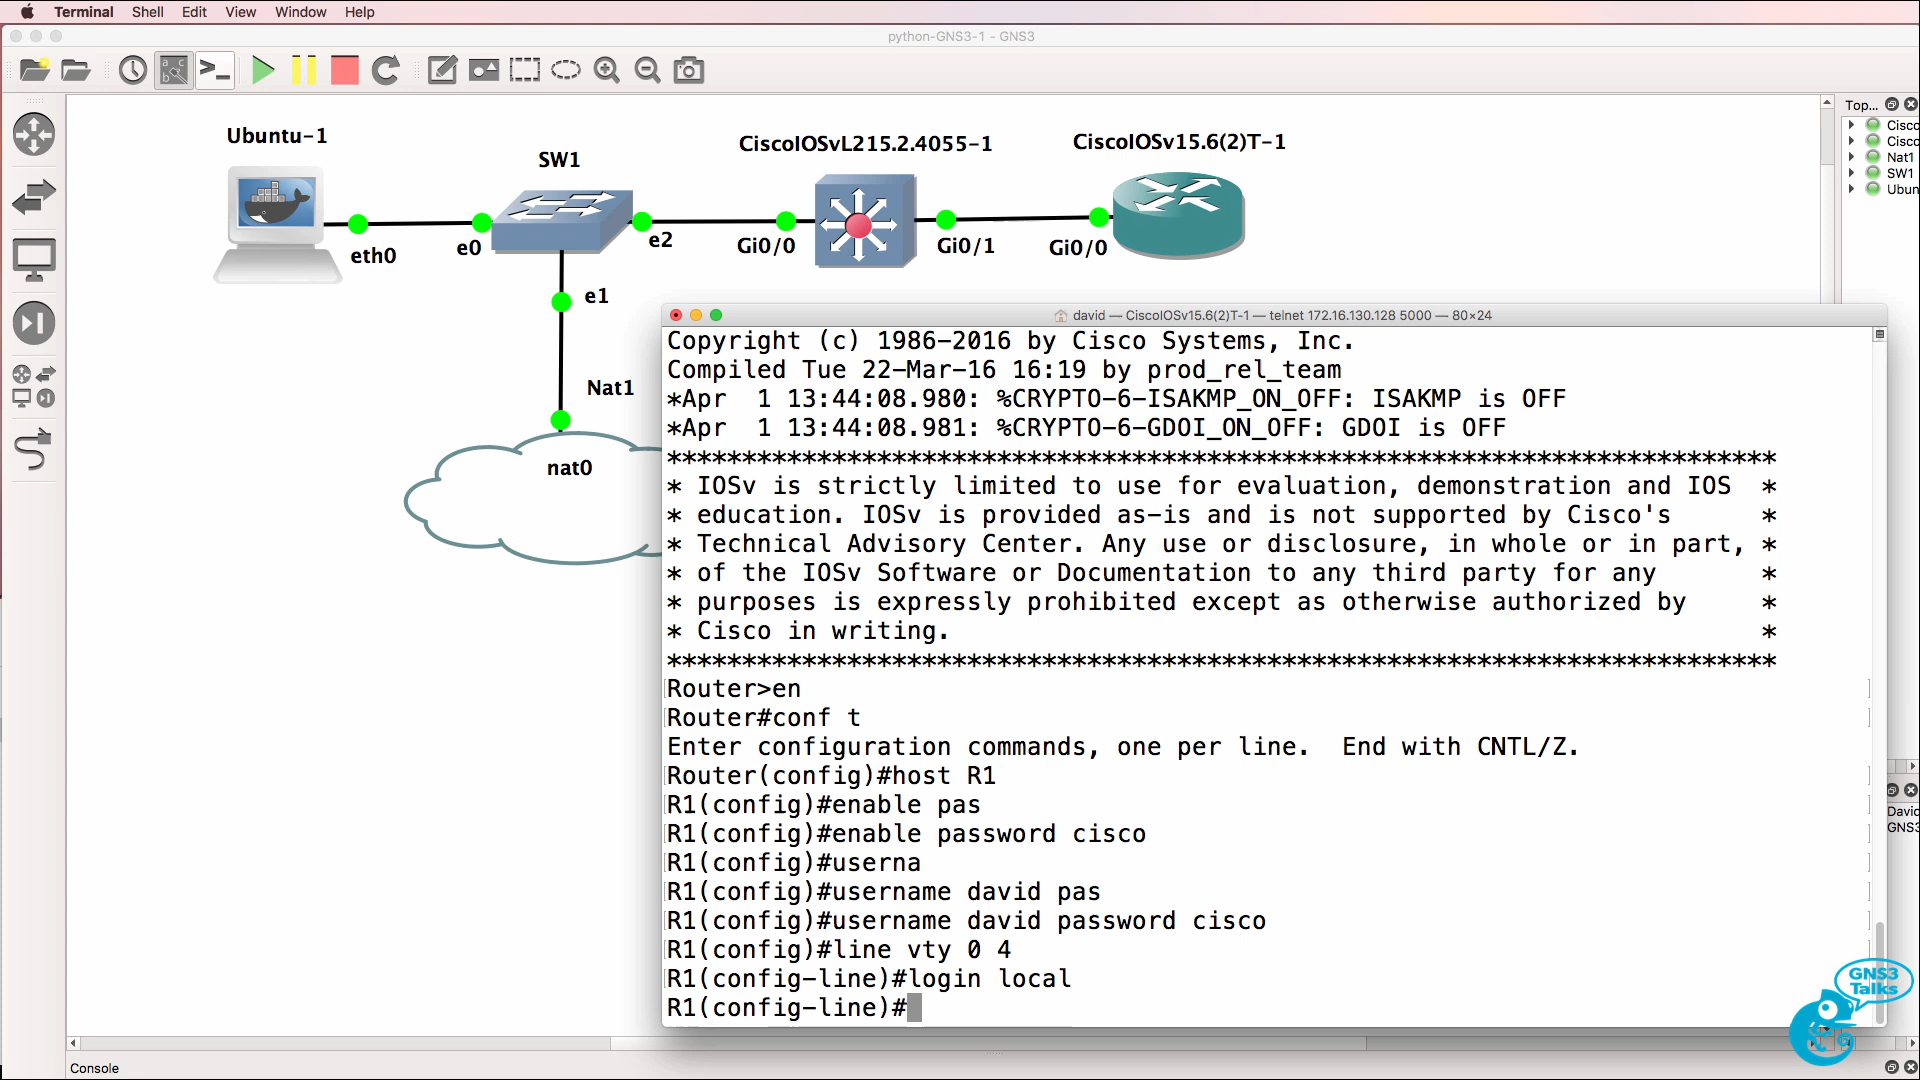 Terminal Shell Edit View Window Help
python-GNS3-1 - GNS3
Ubuntu-1
SW1
CiscoIOSvL215.2.4055-1
CiscoIOSv15.6(2)T-1
eth0
e0
e2
Gi0/0
Gi0/1
Gi0/0
e1
Nat1
nat0
Top...
Cisco
Cisco
Nat1
SW1
Ubun
david — CiscoIOSv15.6(2)T-1 — telnet 172.16.130.128 5000 — 80×24
Copyright (c) 1986-2016 by Cisco Systems, Inc.
Compiled Tue 22-Mar-16 16:19 by prod_rel_team
*Apr  1 13:44:08.980: %CRYPTO-6-ISAKMP_ON_OFF: ISAKMP is OFF
*Apr  1 13:44:08.981: %CRYPTO-6-GDOI_ON_OFF: GDOI is OFF
**************************************************************************
* IOSv is strictly limited to use for evaluation, demonstration and IOS  *
* education. IOSv is provided as-is and is not supported by Cisco's      *
* Technical Advisory Center. Any use or disclosure, in whole or in part, *
* of the IOSv Software or Documentation to any third party for any       *
* purposes is expressly prohibited except as otherwise authorized by     *
* Cisco in writing.                                                      *
**************************************************************************
Router>en
Router#conf t
Enter configuration commands, one per line.  End with CNTL/Z.
Router(config)#host R1
R1(config)#enable pas
R1(config)#enable password cisco
R1(config)#userna
R1(config)#username david pas
R1(config)#username david password cisco
R1(config)#line vty 0 4
R1(config-line)#login local
R1(config-line)#
David
GNS3
GNS3 Talks
Console